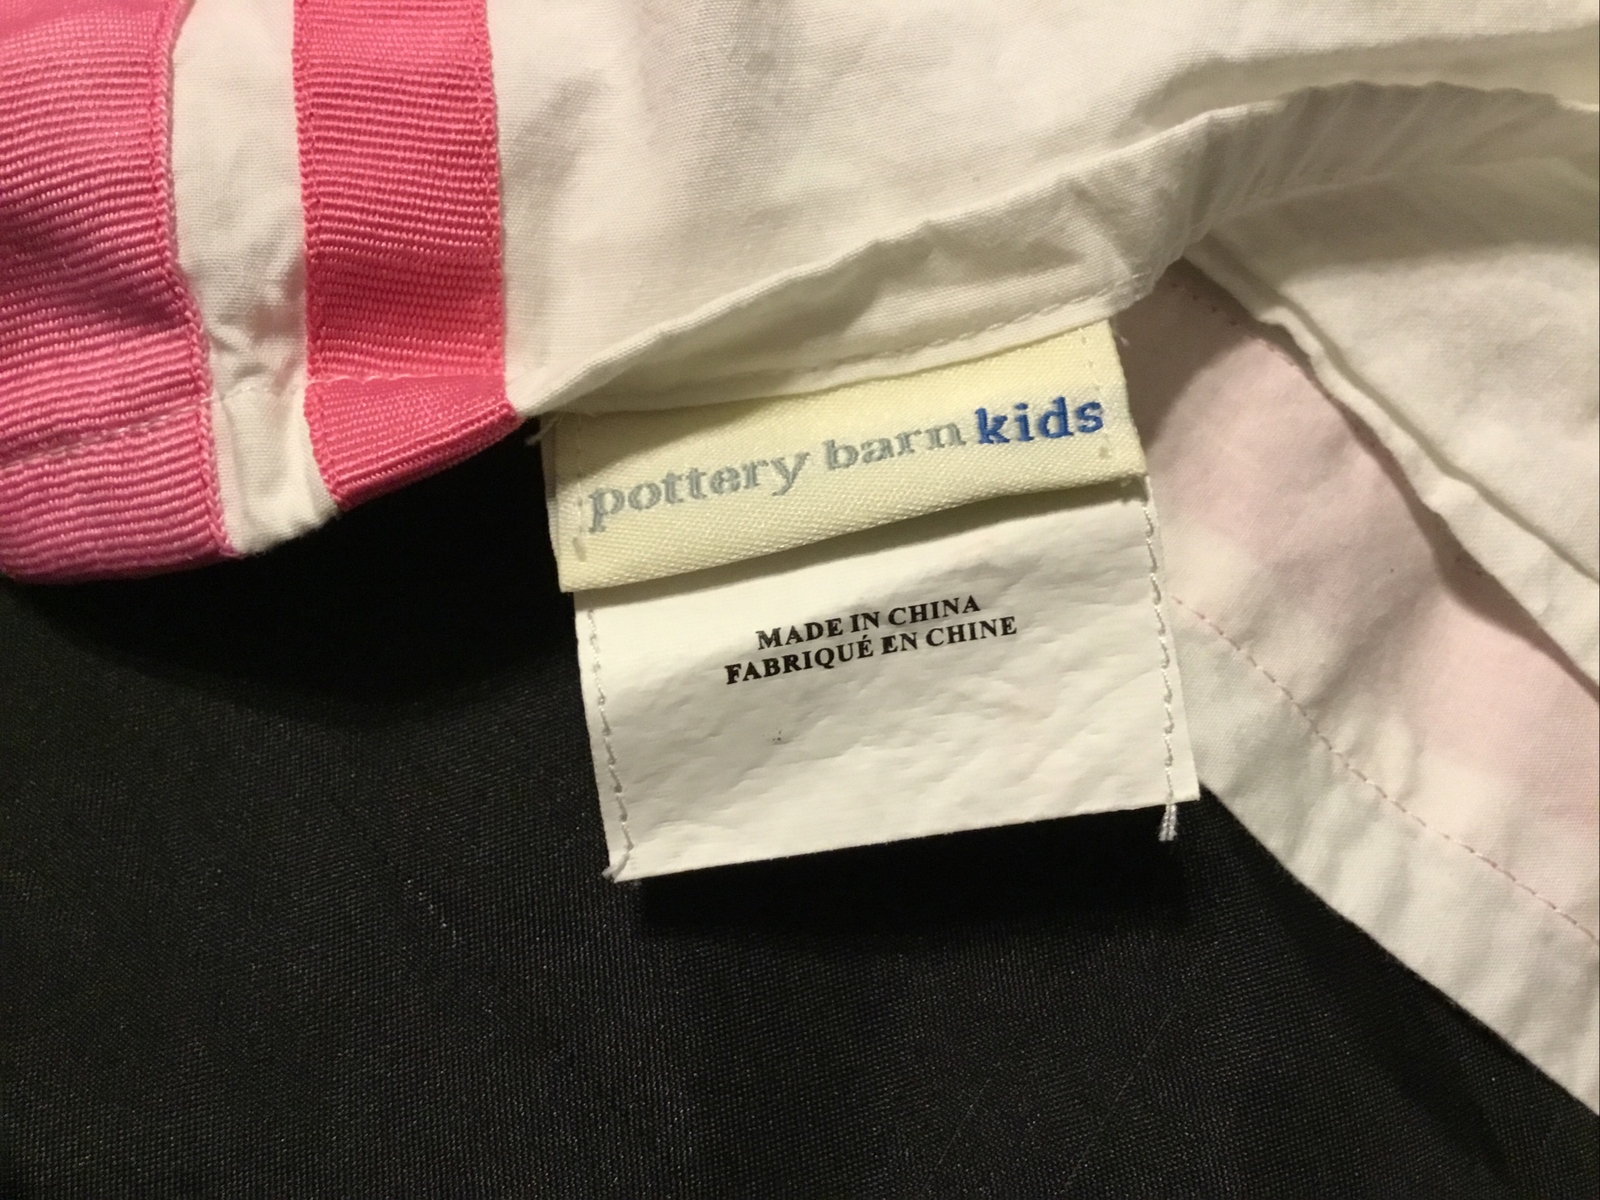 pottery barn kids
MADE IN CHINA
FABRIQUÉ EN CHINE